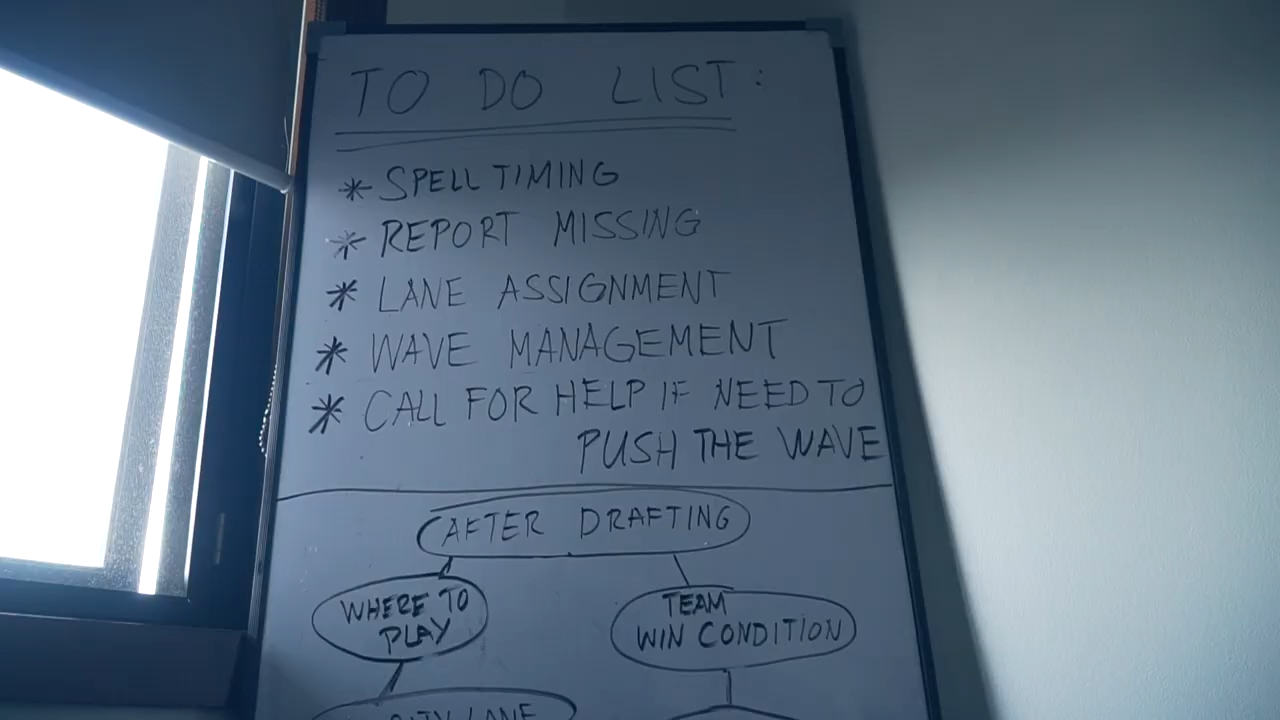 TO DO LIST:
* SPELL TIMING
* REPORT MISSING
* LANE ASSIGNMENT
* WAVE MANAGEMENT
* CALL FOR HELP IF NEED TO
PUSH THE WAVE
AFTER DRAFTING
WHERE TO
PLAY
TEAM
WIN CONDITION
LANE